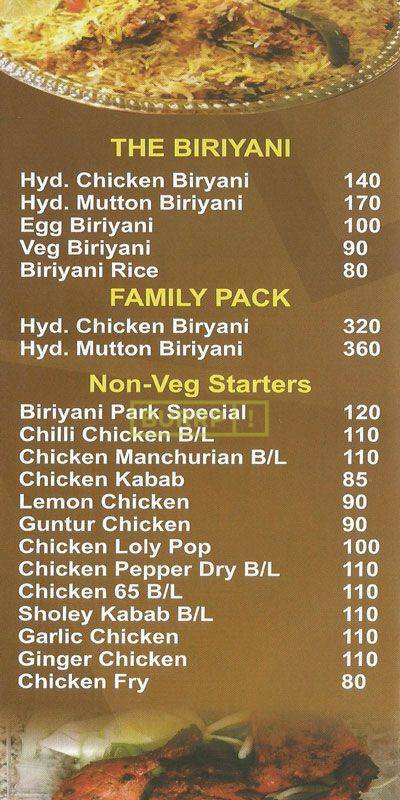 THE BIRIYANI
Hyd. Chicken Biryani 140
Hyd. Mutton Biriyani 170
Egg Biriyani 100
Veg Biriyani 90
Biriyani Rice 80
FAMILY PACK
Hyd. Chicken Biryani 320
Hyd. Mutton Biriyani 360
Non-Veg Starters
Biriyani Park Special 120
Chilli Chicken B/L 110
Chicken Manchurian B/L 110
Chicken Kabab 85
Lemon Chicken 90
Guntur Chicken 90
Chicken Loly Pop 100
Chicken Pepper Dry B/L 110
Chicken 65 B/L 110
Sholey Kabab B/L 110
Garlic Chicken 110
Ginger Chicken 110
Chicken Fry 80